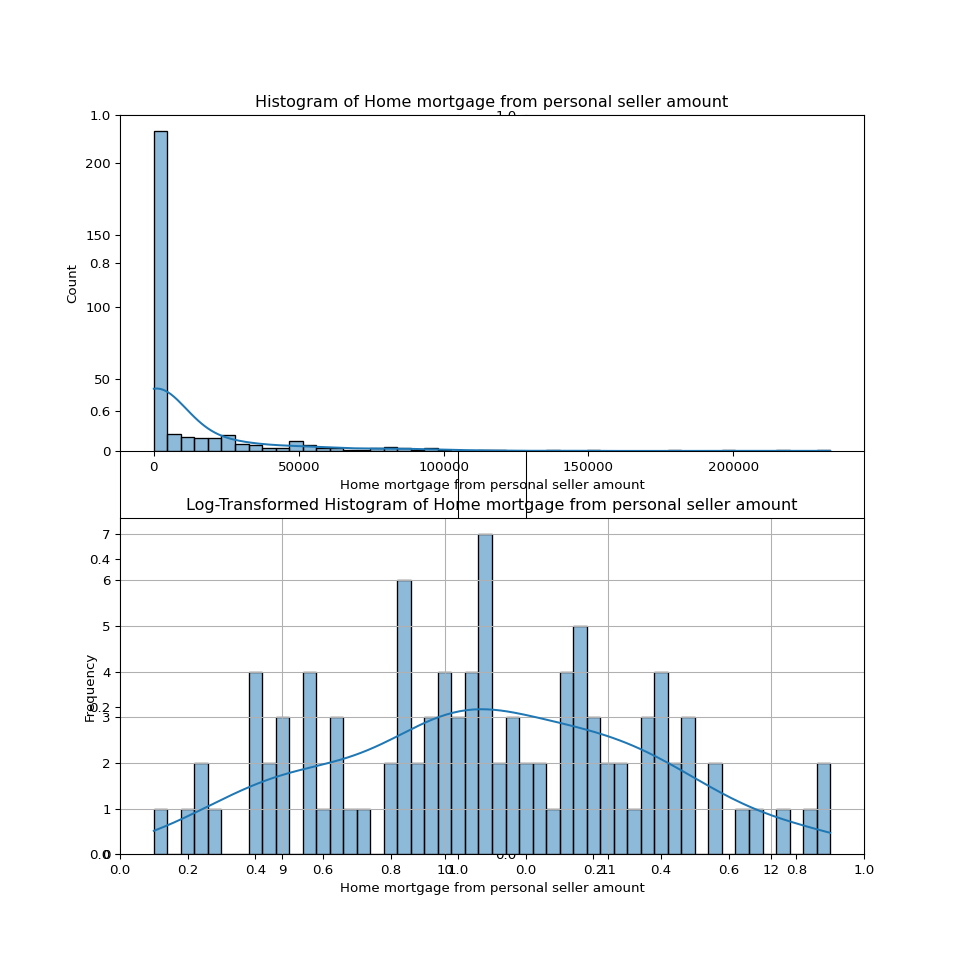 Histogram of Home mortgage from personal seller amount
1.0
1.0
200
150
0.8
Count
100
50
0.6
0
0 50000 100000 150000 200000
Home mortgage from personal seller amount
Log-Transformed Histogram of Home mortgage from personal seller amount
7
0.4
6
5
4
Frequency
0.2
3
2
1
0.0
0
0.0
0.0 0.2 0.4 9 0.6 0.8 10 1.0 0.0 0.2 11 0.4 0.6 12 0.8 1.0
Home mortgage from personal seller amount